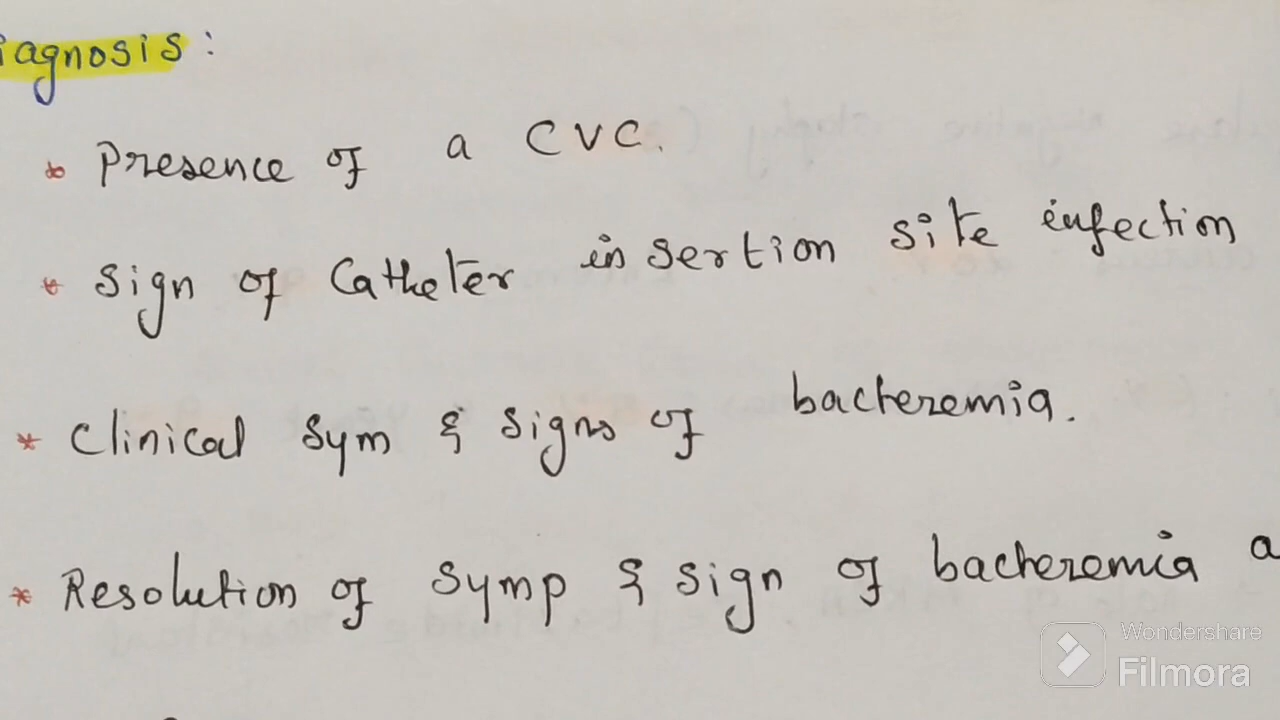 iagnosis:
* Presence of a CVC.
* Sign of Catheter insertion site infection
* Clinical Sym & Signs of bacteremia.
* Resolution of Symp & Sign of bacteremia a
Wondershare
Filmora